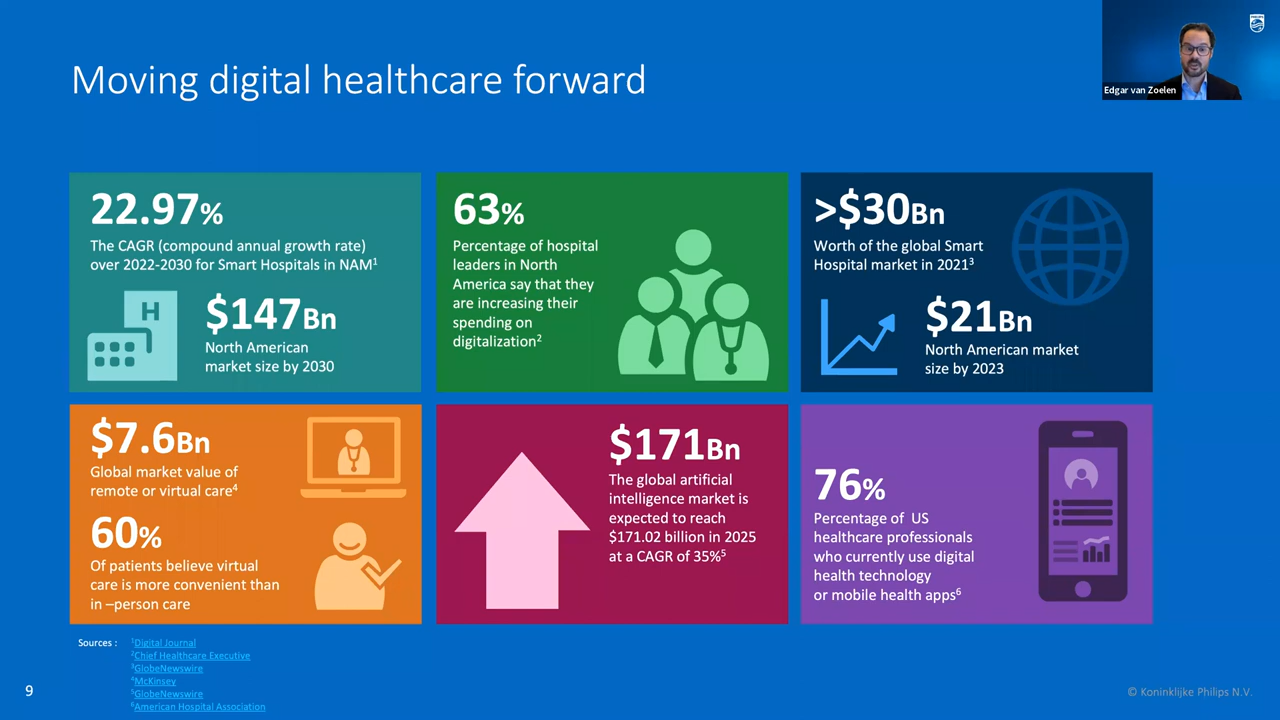 Moving digital healthcare forward
Edgar van Zoelen
22.97%
The CAGR (compound annual growth rate)
over 2022-2030 for Smart Hospitals in NAM¹
H
$147Bn
North American
market size by 2030
63%
Percentage of hospital
leaders in North
America say that they
are increasing their
spending on
digitalization²
>$30Bn
Worth of the global Smart
Hospital market in 2021³
$21Bn
North American market
size by 2023
$7.6Bn
Global market value of
remote or virtual care⁴
60%
Of patients believe virtual
care is more convenient than
in –person care
$171Bn
The global artificial
intelligence market is
expected to reach
$171.02 billion in 2025
at a CAGR of 35%⁵
76%
Percentage of  US
healthcare professionals
who currently use digital
health technology
or mobile health apps⁶
Sources :
¹Digital Journal
²Chief Healthcare Executive
³GlobeNewswire
⁴McKinsey
⁵GlobeNewswire
⁶American Hospital Association
9
© Koninklijke Philips N.V.